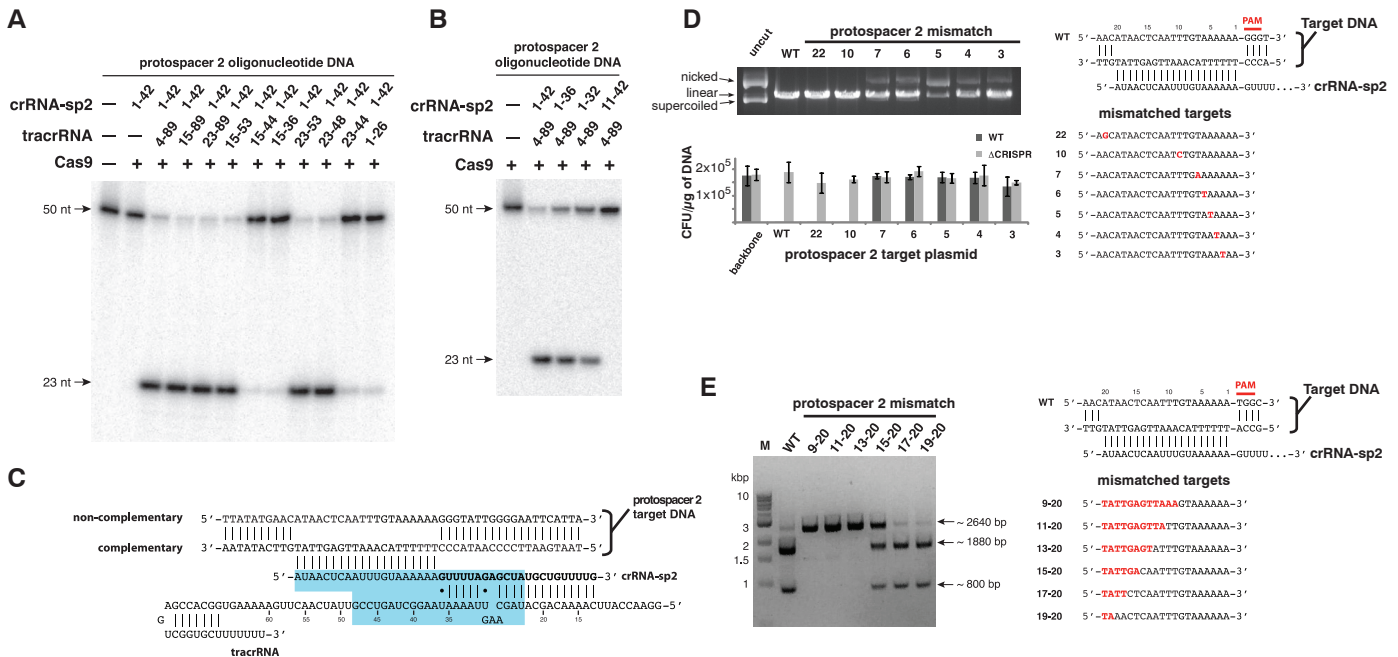 A
protospacer 2 oligonucleotide DNA
crRNA-sp2 — 1-42 1-42 1-42 1-42 1-42 1-42 1-42 1-42 1-42 1-42 1-42
tracrRNA — — 4-89 15-89 23-89 15-53 15-44 15-36 23-53 23-48 23-44 1-26
Cas9 — + + + + + + + + + + +
50 nt
23 nt
B
protospacer 2
oligonucleotide DNA
crRNA-sp2 — 1-42 1-36 1-32 11-42
tracrRNA — 4-89 4-89 4-89 4-89
Cas9 + + + + +
50 nt
23 nt
C
non-complementary 5'-TTATATGAACATAACTCAATTTGTAAAAAAGGGTATTGGGGAATTCATTA-3'
complementary 3'-AATATACTTGTATTGAGTTAAACATTTTTTCCCATAACCCCTTAAGTAAT-5'
protospacer 2
target DNA
5'-AUAACUCAAUUUGUAAAAAAGUUUUAGAGCUAUGCUGUUUUG-3' crRNA-sp2
AGCCACGGUGAAAAAGUUCAACUAUUGCCUGAUCGGAAUAAAAUU CGAUACGACAAAACUUACCAAGG-5'
G
60 55 50 45 40 35 30 GAA 20 15
UCGGUGCUUUUUUU-3'
tracrRNA
D
uncut WT
protospacer 2 mismatch
22 10 7 6 5 4 3
nicked
linear
supercoiled
WT
ΔCRISPR
CFU/µg of DNA
2x10⁵
1x10⁵
backbone WT 22 10 7 6 5 4 3
protospacer 2 target plasmid
20 15 10 5 1 PAM
WT 5'-AACATAACTCAATTTGTAAAAAA-GGGT-3'
3'-TTGTATTGAGTTAAACATTTTTT-CCCA-5'
Target DNA
5'-AUAACUCAAUUUGUAAAAAA-GUUUU...-3' crRNA-sp2
mismatched targets
22 5'-AGCATAACTCAATTTGTAAAAAA-3'
10 5'-AACATAACTCAATCTGTAAAAAA-3'
7 5'-AACATAACTCAATTTGAAAAAAA-3'
6 5'-AACATAACTCAATTTGTTAAAAA-3'
5 5'-AACATAACTCAATTTGTATAAAA-3'
4 5'-AACATAACTCAATTTGTAATAAA-3'
3 5'-AACATAACTCAATTTGTAAATAA-3'
E
protospacer 2 mismatch
M WT 9-20 11-20 13-20 15-20 17-20 19-20
kbp
10
3
2
1.5
1
~ 2640 bp
~ 1880 bp
~ 800 bp
20 15 10 5 1 PAM
WT 5'-AACATAACTCAATTTGTAAAAAA-TGGC-3'
3'-TTGTATTGAGTTAAACATTTTTT-ACCG-5'
Target DNA
5'-AUAACUCAAUUUGUAAAAAA-GUUUU...-3' crRNA-sp2
mismatched targets
9-20 5'-TATTGAGTTAAAGTAAAAAA-3'
11-20 5'-TATTGAGTTATTGTAAAAAA-3'
13-20 5'-TATTGAGTATTTGTAAAAAA-3'
15-20 5'-TATTGACAATTTGTAAAAAA-3'
17-20 5'-TATTCTCAATTTGTAAAAAA-3'
19-20 5'-TAAACTCAATTTGTAAAAAA-3'